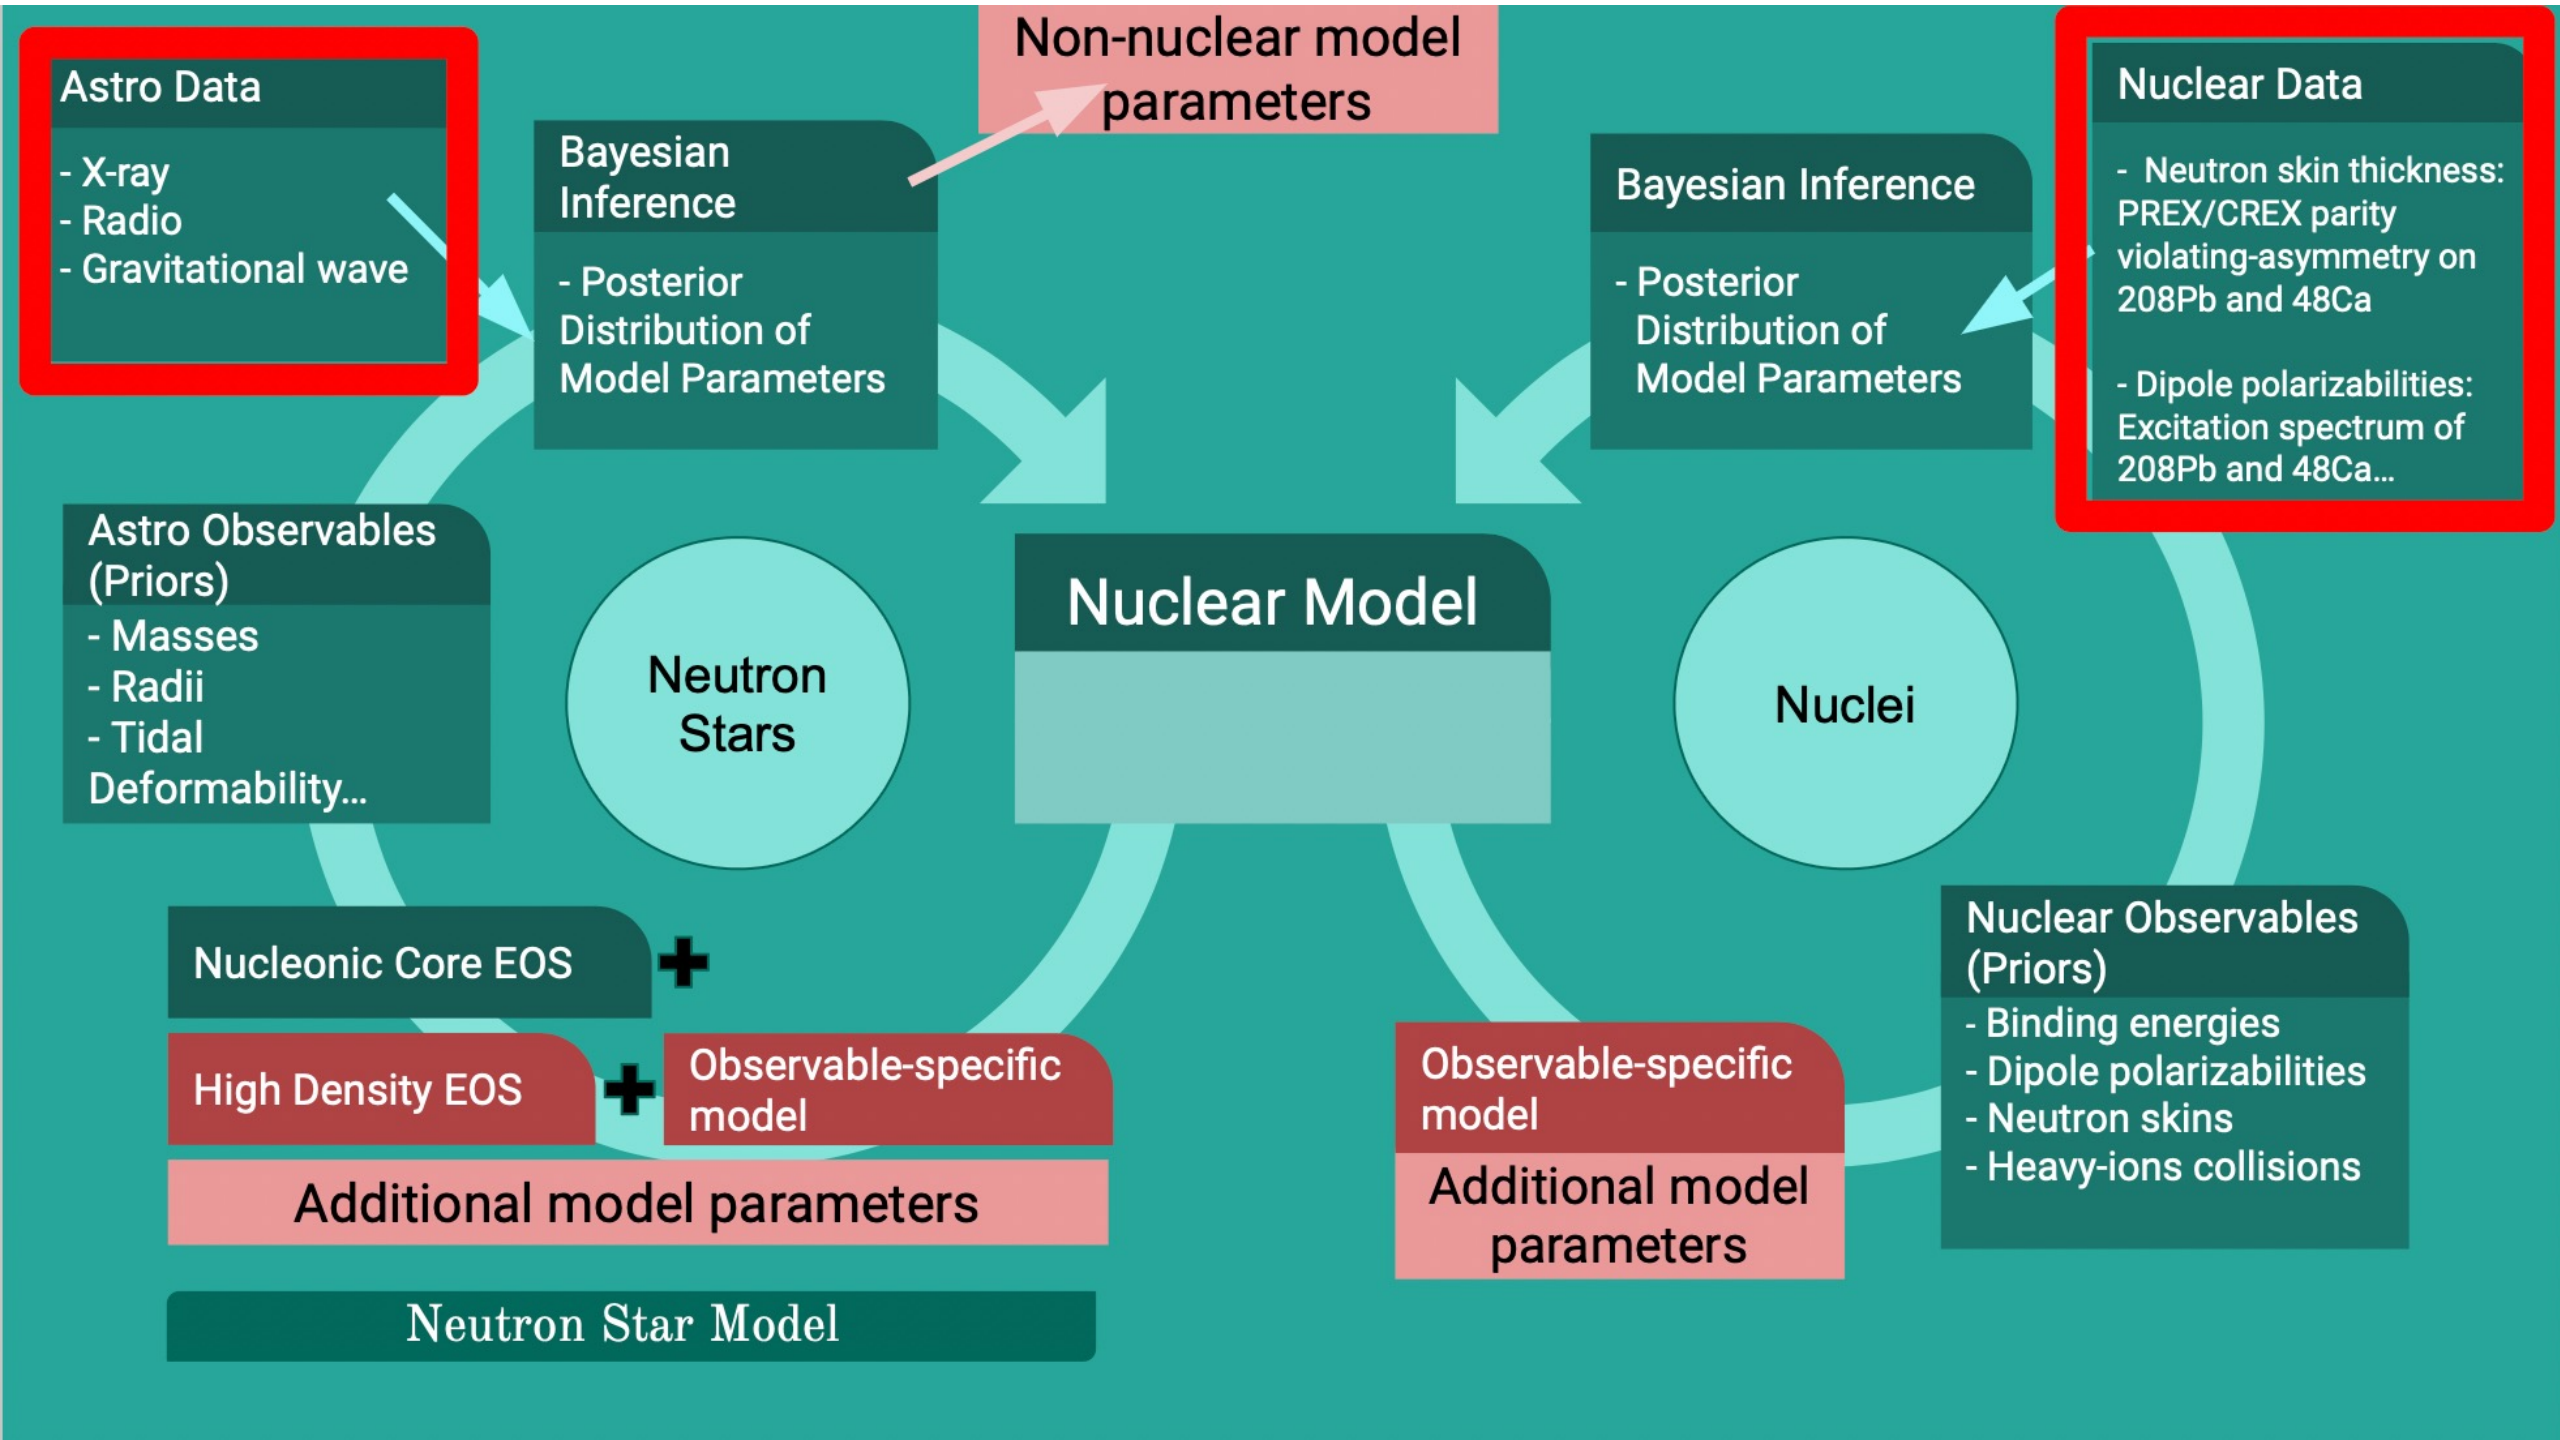 Non-nuclear model
parameters
Astro Data
- X-ray
- Radio
- Gravitational wave
Bayesian
Inference
- Posterior
Distribution of
Model Parameters
Bayesian Inference
- Posterior
Distribution of
Model Parameters
Nuclear Data
- Neutron skin thickness:
PREX/CREX parity
violating-asymmetry on
208Pb and 48Ca
- Dipole polarizabilities:
Excitation spectrum of
208Pb and 48Ca...
Astro Observables
(Priors)
- Masses
- Radii
- Tidal
Deformability...
Neutron
Stars
Nuclear Model
Nuclei
Nucleonic Core EOS
High Density EOS
Observable-specific
model
Additional model parameters
Neutron Star Model
Observable-specific
model
Additional model
parameters
Nuclear Observables
(Priors)
- Binding energies
- Dipole polarizabilities
- Neutron skins
- Heavy-ions collisions